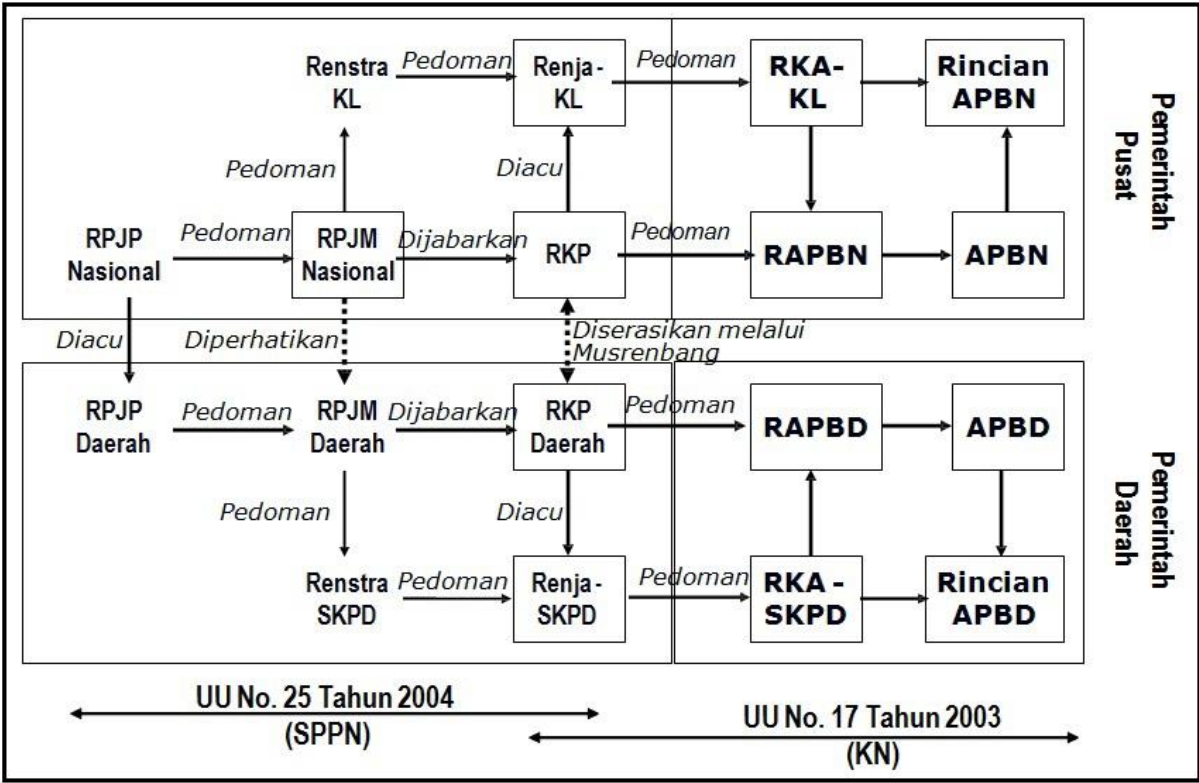 Renstra
KL
Pedoman
Renja-
KL
Pedoman
RKA-
KL
Rincian
APBN
Pemerintah
Pusat
Pedoman
Diacu
RPJP
Nasional
Pedoman
RPJM
Nasional
Dijabarkan
RKP
Pedoman
RAPBN
APBN
Diacu
Diperhatikan
Diserasikan melalui
Musrenbang
RPJP
Daerah
Pedoman
RPJM
Daerah
Dijabarkan
RKP
Daerah
Pedoman
RAPBD
APBD
Pemerintah
Daerah
Pedoman
Diacu
Renstra
SKPD
Pedoman
Renja-
SKPD
Pedoman
RKA -
SKPD
Rincian
APBD
UU No. 25 Tahun 2004
(SPPN)
UU No. 17 Tahun 2003
(KN)